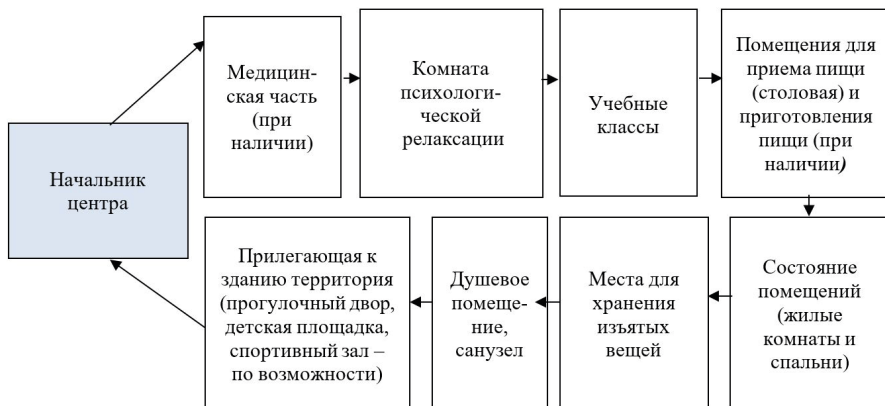 Начальник
центра
Медицин-
ская часть
(при
наличии)
Комната
психологи-
ческой
релаксации
Учебные
классы
Помещения для
приема пищи
(столовая) и
приготовления
пищи (при
наличии)
Состояние
помещений
(жилые
комнаты и
спальни)
Места для
хранения
изъятых
вещей
Душевое
помеще-
ние,
санузел
Прилегающая к
зданию территория
(прогулочный двор,
детская площадка,
спортивный зал –
по возможности)